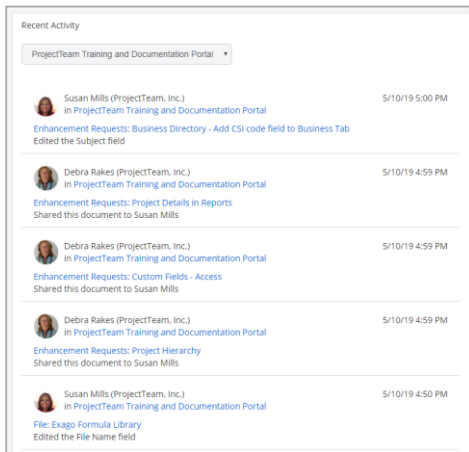 Recent Activity
ProjectTeam Training and Documentation Portal
Susan Mills (ProjectTeam, Inc.) 5/10/19 5:00 PM
in ProjectTeam Training and Documentation Portal
Enhancement Requests: Business Directory - Add CSI code field to Business Tab
Edited the Subject field
Debra Rakes (ProjectTeam, Inc.) 5/10/19 4:59 PM
in ProjectTeam Training and Documentation Portal
Enhancement Requests: Project Details in Reports
Shared this document to Susan Mills
Debra Rakes (ProjectTeam, Inc.) 5/10/19 4:59 PM
in ProjectTeam Training and Documentation Portal
Enhancement Requests: Custom Fields - Access
Shared this document to Susan Mills
Debra Rakes (ProjectTeam, Inc.) 5/10/19 4:59 PM
in ProjectTeam Training and Documentation Portal
Enhancement Requests: Project Hierarchy
Shared this document to Susan Mills
Susan Mills (ProjectTeam, Inc.) 5/10/19 4:50 PM
in ProjectTeam Training and Documentation Portal
File: Exago Formula Library
Edited the File Name field